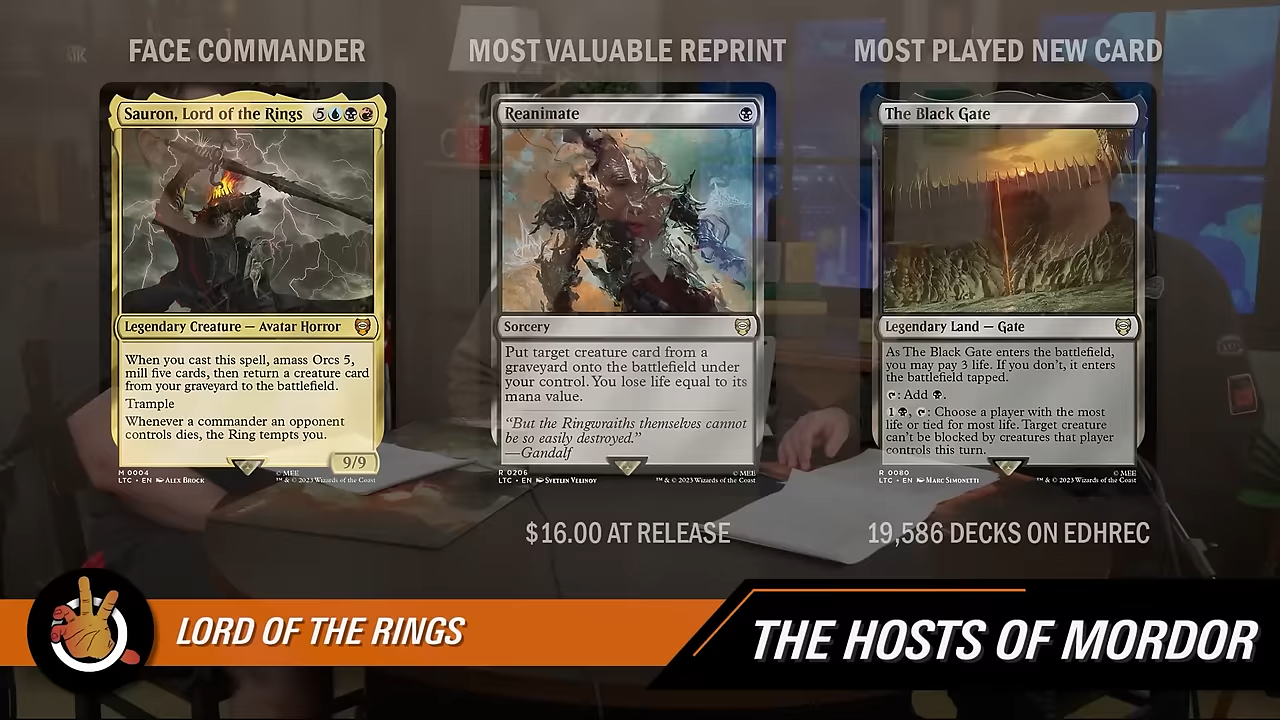 FACE COMMANDER
MOST VALUABLE REPRINT
MOST PLAYED NEW CARD
Sauron, Lord of the Rings 5
Legendary Creature — Avatar Horror
When you cast this spell, amass Orcs 5,
mill five cards, then return a creature card
from your graveyard to the battlefield.
Trample
Whenever a commander an opponent
controls dies, the Ring tempts you.
9/9
M 0004
LTC • EN ALEX BROCK
© MEE
™ & © 2023 Wizards of the Coast
Reanimate
Sorcery
Put target creature card from a
graveyard onto the battlefield under
your control. You lose life equal to its
mana value.
“But the Ringwraiths themselves cannot
be so easily destroyed.”
—Gandalf
R 0206
LTC • EN SVETLIN VELINOV
© MEE
™ & © 2023 Wizards of the Coast
$16.00 AT RELEASE
The Black Gate
Legendary Land — Gate
As The Black Gate enters the battlefield,
you may pay 3 life. If you don’t, it enters
the battlefield tapped.
: Add .
1 , : Choose a player with the most
life or tied for most life. Target creature
can’t be blocked by creatures that player
controls this turn.
R 0080
LTC • EN MARC SIMONETTI
© MEE
™ & © 2023 Wizards of the Coast
19,586 DECKS ON EDHREC
LORD OF THE RINGS
THE HOSTS OF MORDOR